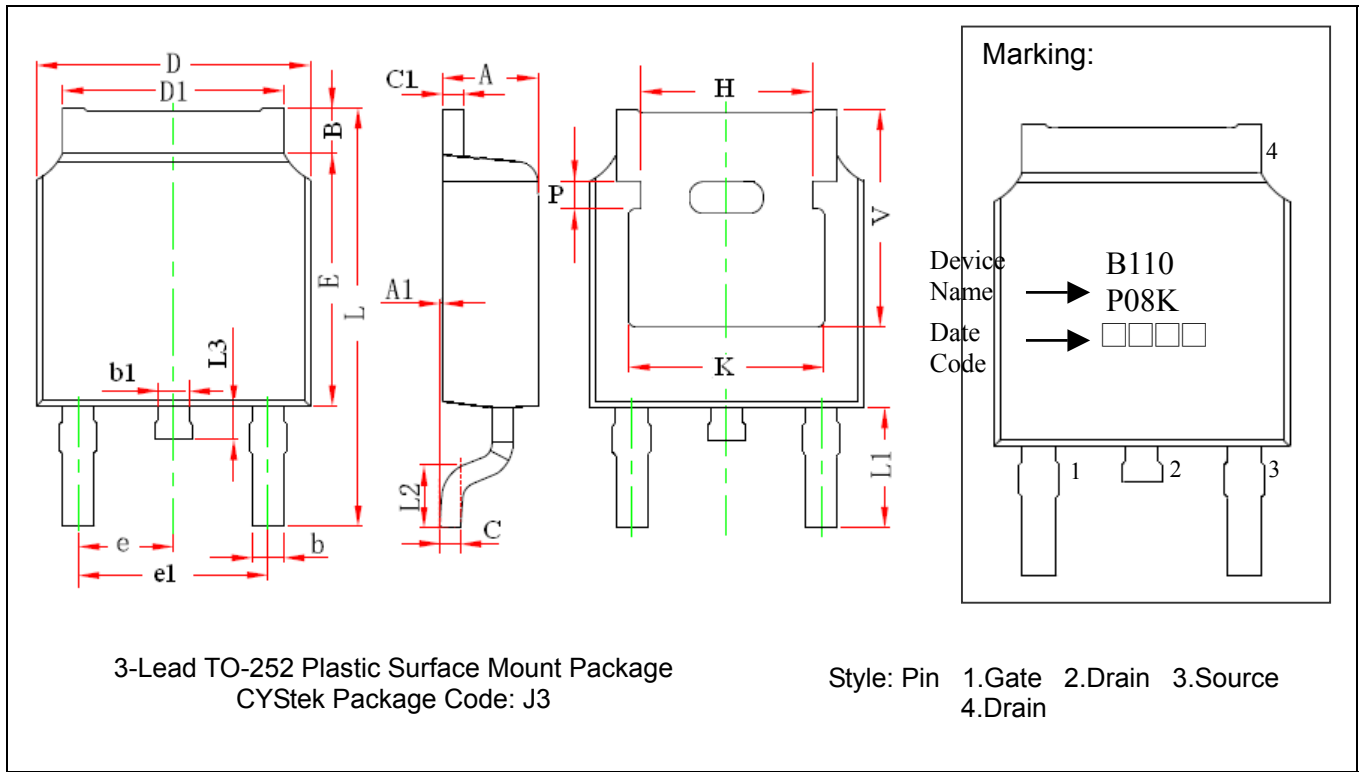 D
D1
B
E
L
L3
b1
e
e1
b
C1
A
A1
L2
C
H
P
V
K
L1
Marking:
4
Device
Name
B110
P08K
Date
Code
□□□□
1
2
3
3-Lead TO-252 Plastic Surface Mount Package
CYStek Package Code: J3
Style: Pin 1.Gate 2.Drain 3.Source
4.Drain